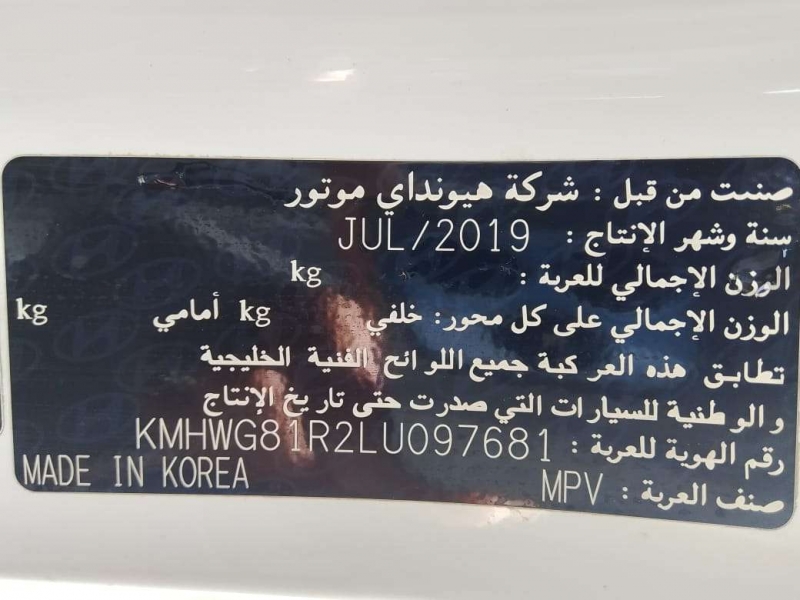 صنعت من قبل : شركة هيونداي موتور
سنة وشهر الإنتاج : JUL/2019
الوزن الإجمالي للعربة : kg
الوزن الإجمالي على كل محور: خلفي kg أمامي kg
تطابق هذه العركبة جميع اللوائح الفنية الخليجية
والوطنية للسيارات التي صدرت حتى تاريخ الإنتاج
رقم الهوية للعربة : KMHWG81R2LU097681
صنف العربة : MPV MADE IN KOREA